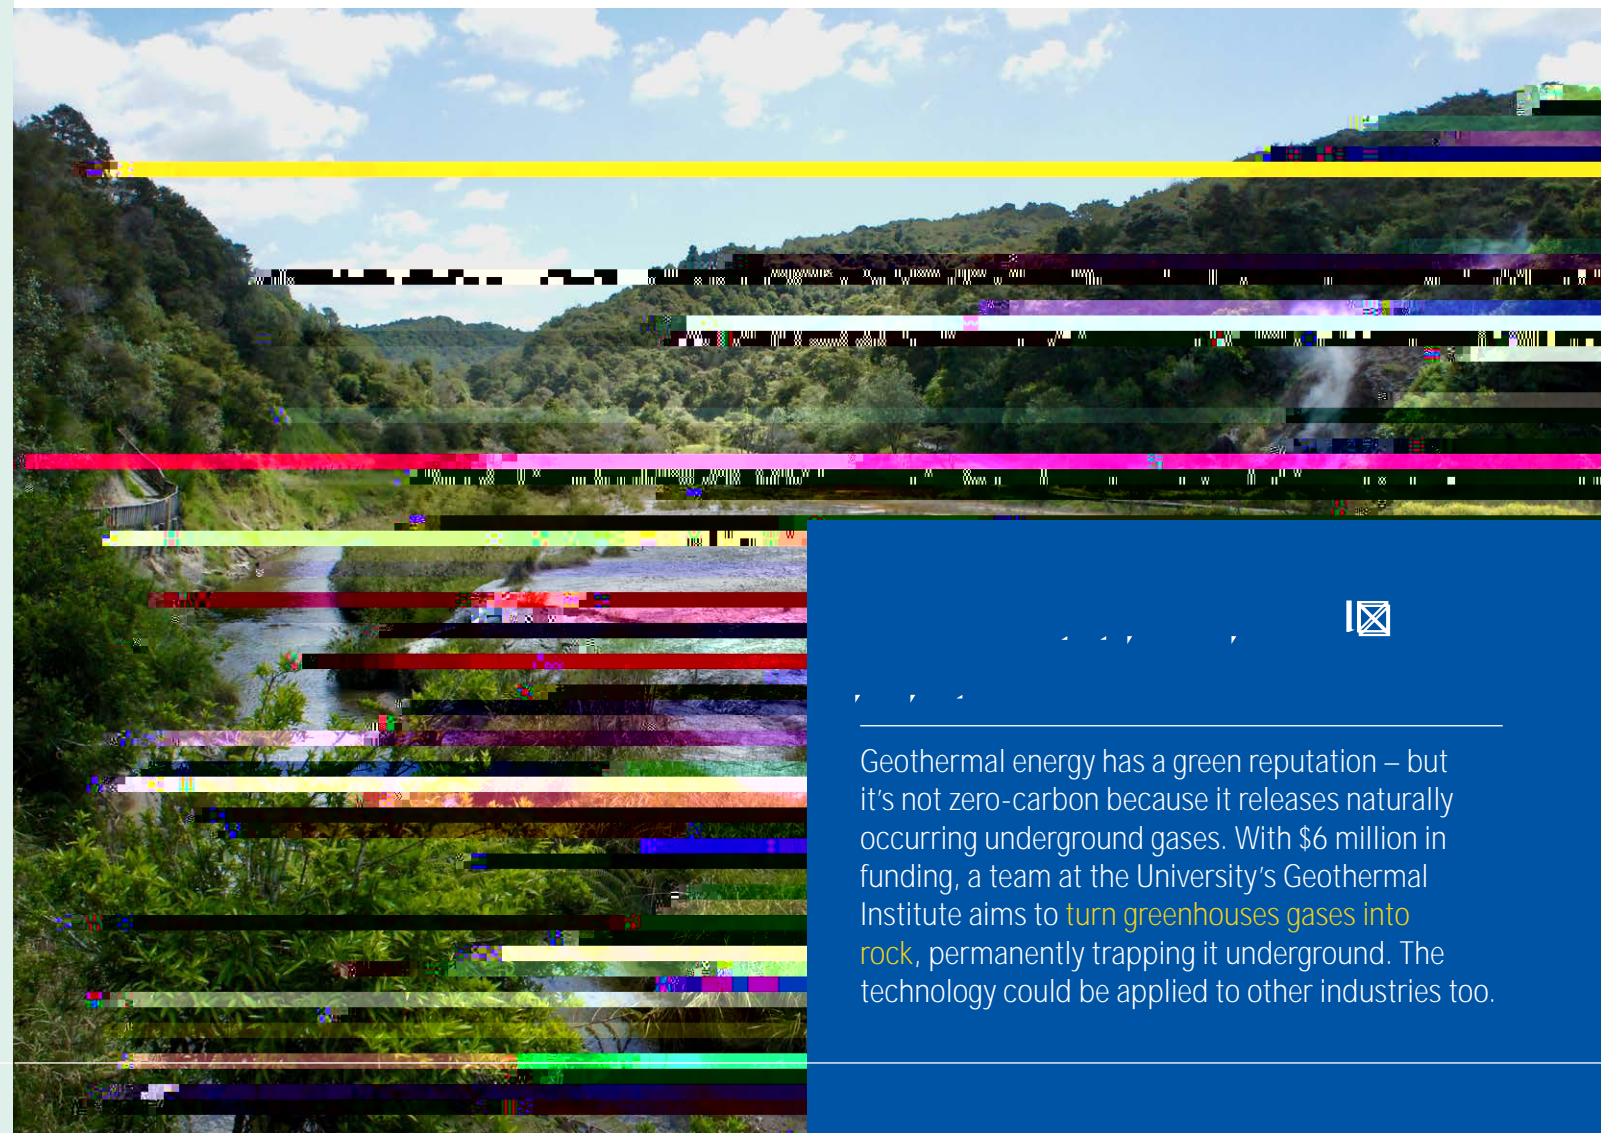 Geothermal energy has a green reputation – but
it's not zero-carbon because it releases naturally
occurring underground gases. With $6 million in
funding, a team at the University's Geothermal
Institute aims to turn greenhouses gases into
rock, permanently trapping it underground. The
technology could be applied to other industries too.